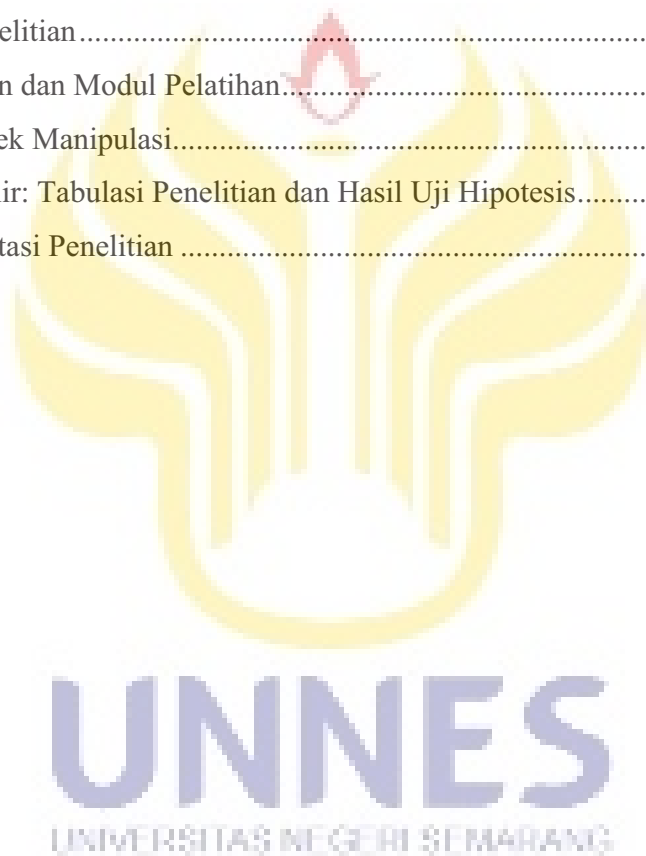 elitian....................................................................................
n dan Modul Pelatihan....................................................
ek Manipulasi.....................................................................
ir: Tabulasi Penelitian dan Hasil Uji Hipotesis.........
tasi Penelitian ....................................................................
UNNES
UNIVERSITAS NEGERI SEMARANG